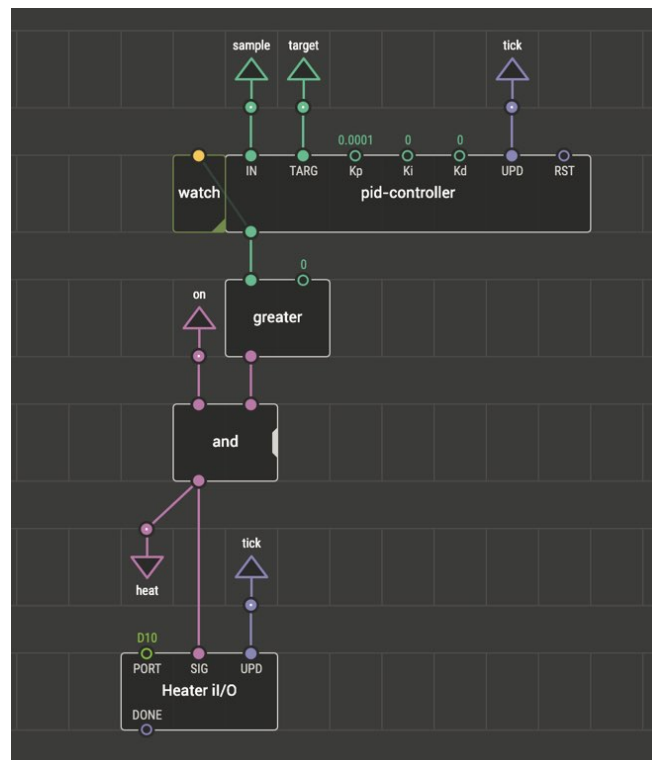 sample target tick
0.0001 0 0
IN TARG Kp Ki Kd UPD RST
watch pid-controller
0
on
greater
and
tick
heat
D10
PORT SIG UPD
Heater iI/O
DONE